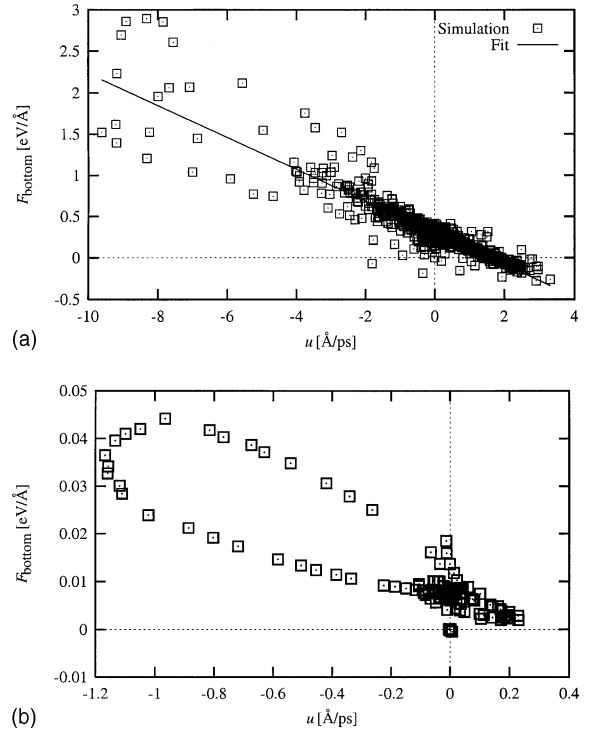 3
2.5
2
1.5
1
0.5
0
-0.5
F bottom [eV/Å]
Simulation
Fit
-10 -8 -6 -4 -2 0 2 4
u [Å/ps]
(a)
0.05
0.04
0.03
0.02
0.01
0
-0.01
F bottom [eV/Å]
-1.2 -1 -0.8 -0.6 -0.4 -0.2 0 0.2 0.4
u [Å/ps]
(b)